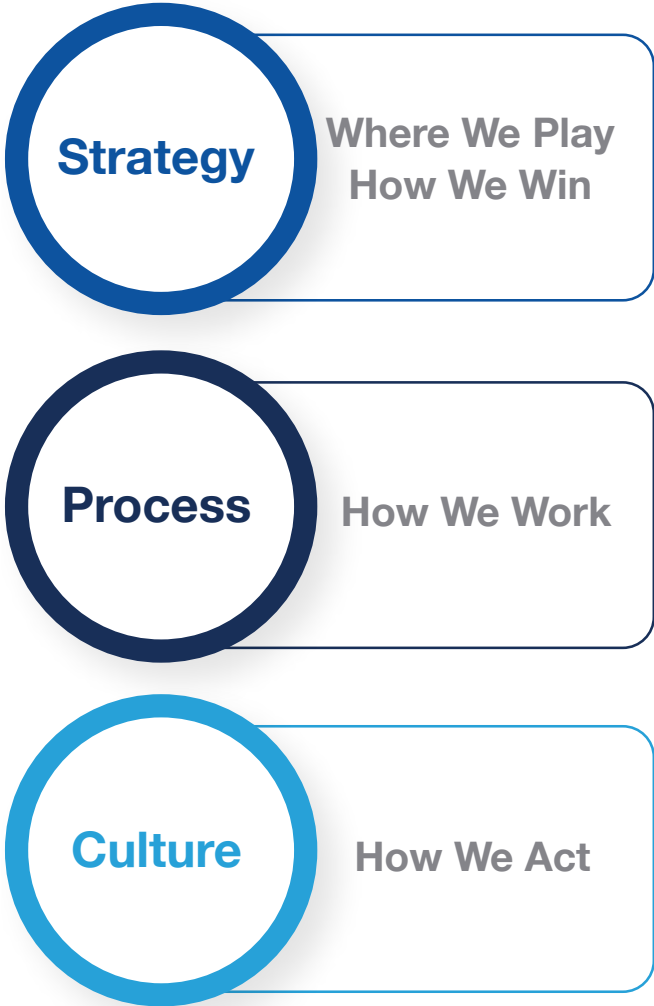 Strategy
Where We Play
How We Win
Process
How We Work
Culture
How We Act